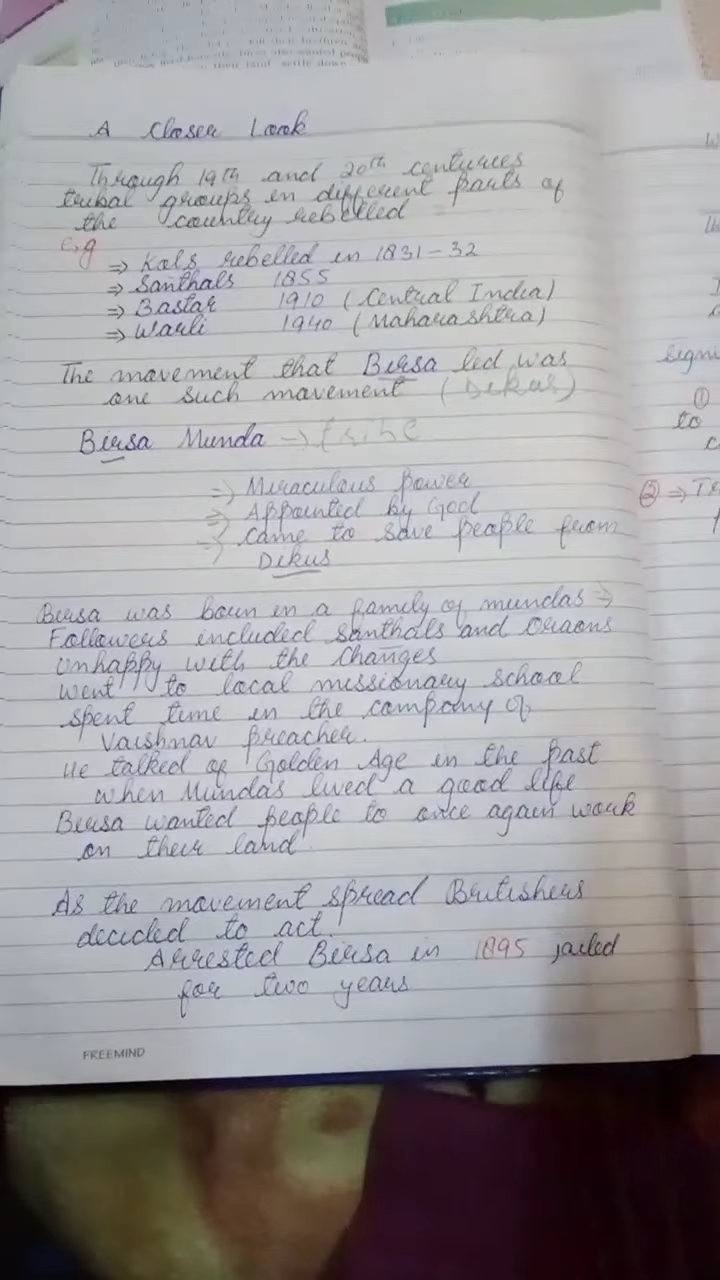 A Closer Look
Through 19th and 20th centuries
tribal groups in different parts of
the country rebelled
e.g
⇒ Kols rebelled in 1831-32
⇒ Santhals 1855
⇒ Bastar 1910 (Central India)
⇒ Warli 1940 (Maharashtra)
The movement that Birsa led was
one such movement (Dikus)
Birsa Munda → tribe
⇒ Miraculous power
⇒ Appointed by God
⇒ Came to save people from
Dikus
Birsa was born in a family of mundas ⇒
Followers included Santhals and Oraons
Unhappy with the changes
Went to local missionary school
spent time in the company of
Vaishnav preacher.
He talked of Golden Age in the past
when Mundas lived a good life
Birsa wanted people to once again work
on their land
As the movement spread Britishers
decided to act.
Arrested Birsa in 1895 jailed
for two years
FREEMIND
signi
①
to
② ⇒